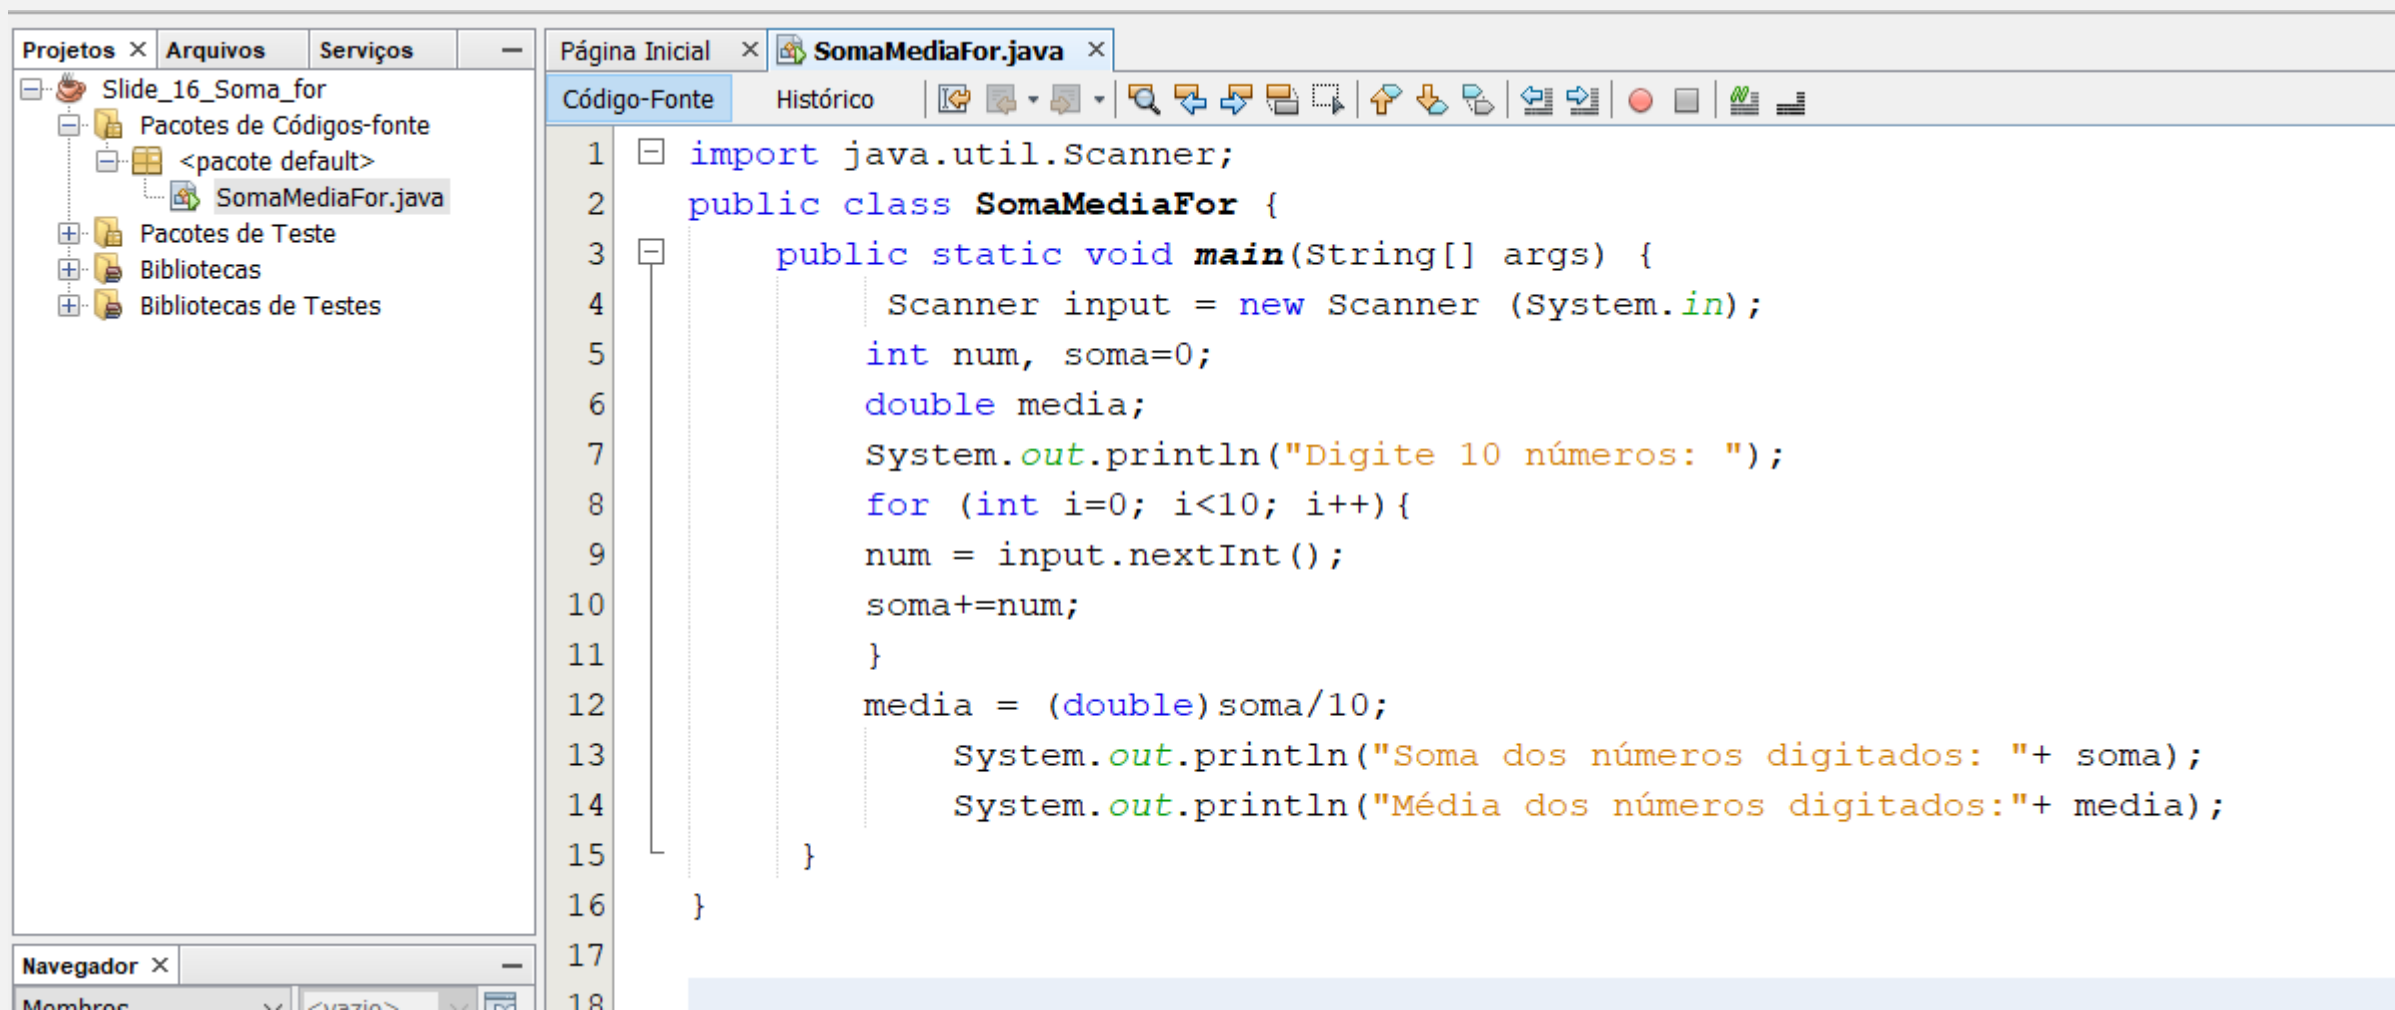 Projetos Arquivos Serviços
Slide_16_Soma_for
Pacotes de Códigos-fonte
<pacote default>
SomaMediaFor.java
Pacotes de Teste
Bibliotecas
Bibliotecas de Testes
Navegador
Membros <vazio>
Página Inicial SomaMediaFor.java
Código-Fonte Histórico
1 import java.util.Scanner;
2 public class SomaMediaFor {
3 public static void main(String[] args) {
4 Scanner input = new Scanner (System.in);
5 int num, soma=0;
6 double media;
7 System.out.println("Digite 10 números: ");
8 for (int i=0; i<10; i++){
9 num = input.nextInt();
10 soma+=num;
11 }
12 media = (double)soma/10;
13 System.out.println("Soma dos números digitados: "+ soma);
14 System.out.println("Média dos números digitados:"+ media);
15 }
16 }
17
18